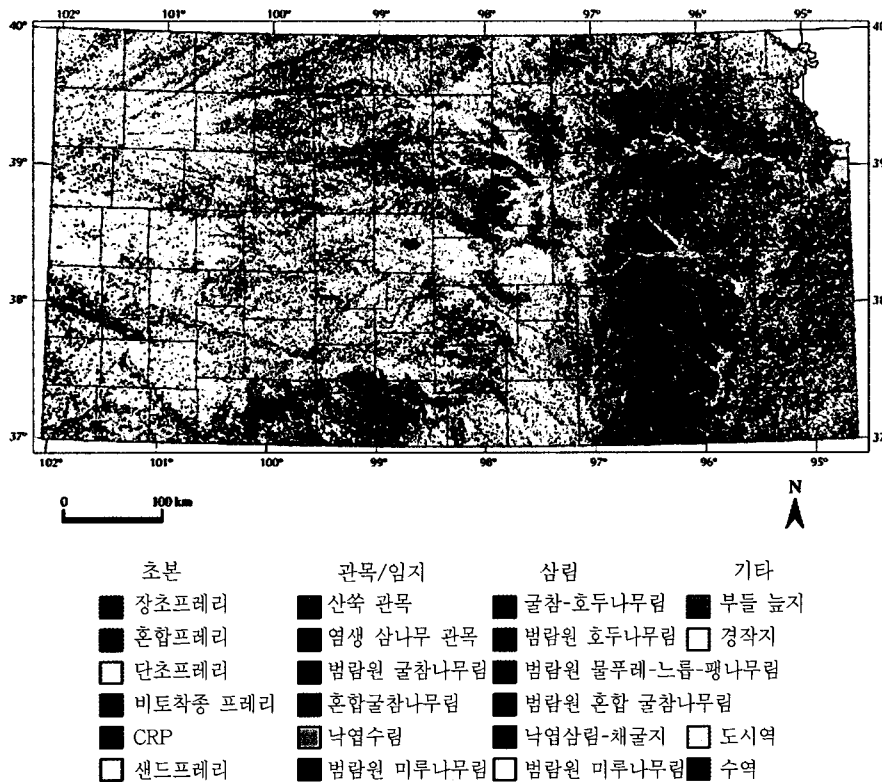 102° 101° 100° 99° 98° 97° 96° 95°
40° 40°
39° 39
38° 38
37° 37
102° 101° 100° 99° 98° 97° 96° 95°
0 100 km
N
초본 관목/임지 삼림 기타
장초프레리 산쑥 관목 굴참-호두나무림 부들 늪지
혼합프레리 염생 삼나무 관목 범람원 호두나무림 경작지
단초프레리 범람원 굴참나무림 범람원 물푸레-느릅-팽나무림
비토착종 프레리 혼합굴참나무림 범람원 혼합 굴참나무림
CRP 낙엽수림 낙엽삼림-채굴지 도시역
샌드프레리 범람원 미루나무림 범람원 미루나무림 수역